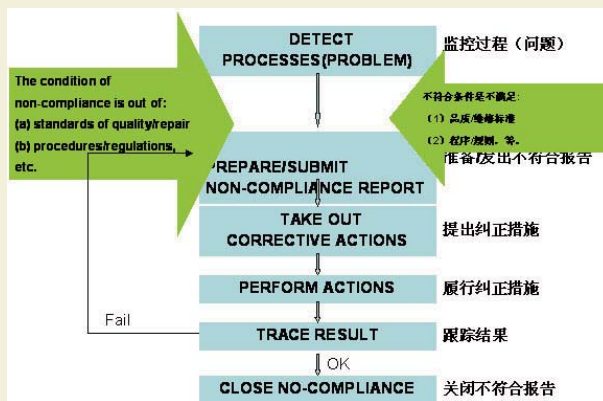 DETECT
PROCESSES(PROBLEM)
监控过程（问题）
The condition of
non-compliance is out of:
(a) standards of quality/repair
(b) procedures/regulations,
etc.
不符合条件是不满足:
（1）品质/维修标准
（2）程序/规则，等。
PREPARE/SUBMIT
NON-COMPLIANCE REPORT
准备/发出不符合报告
TAKE OUT
CORRECTIVE ACTIONS
提出纠正措施
PERFORM ACTIONS
履行纠正措施
Fail
TRACE RESULT
跟踪结果
OK
CLOSE NO-COMPLIANCE
关闭不符合报告